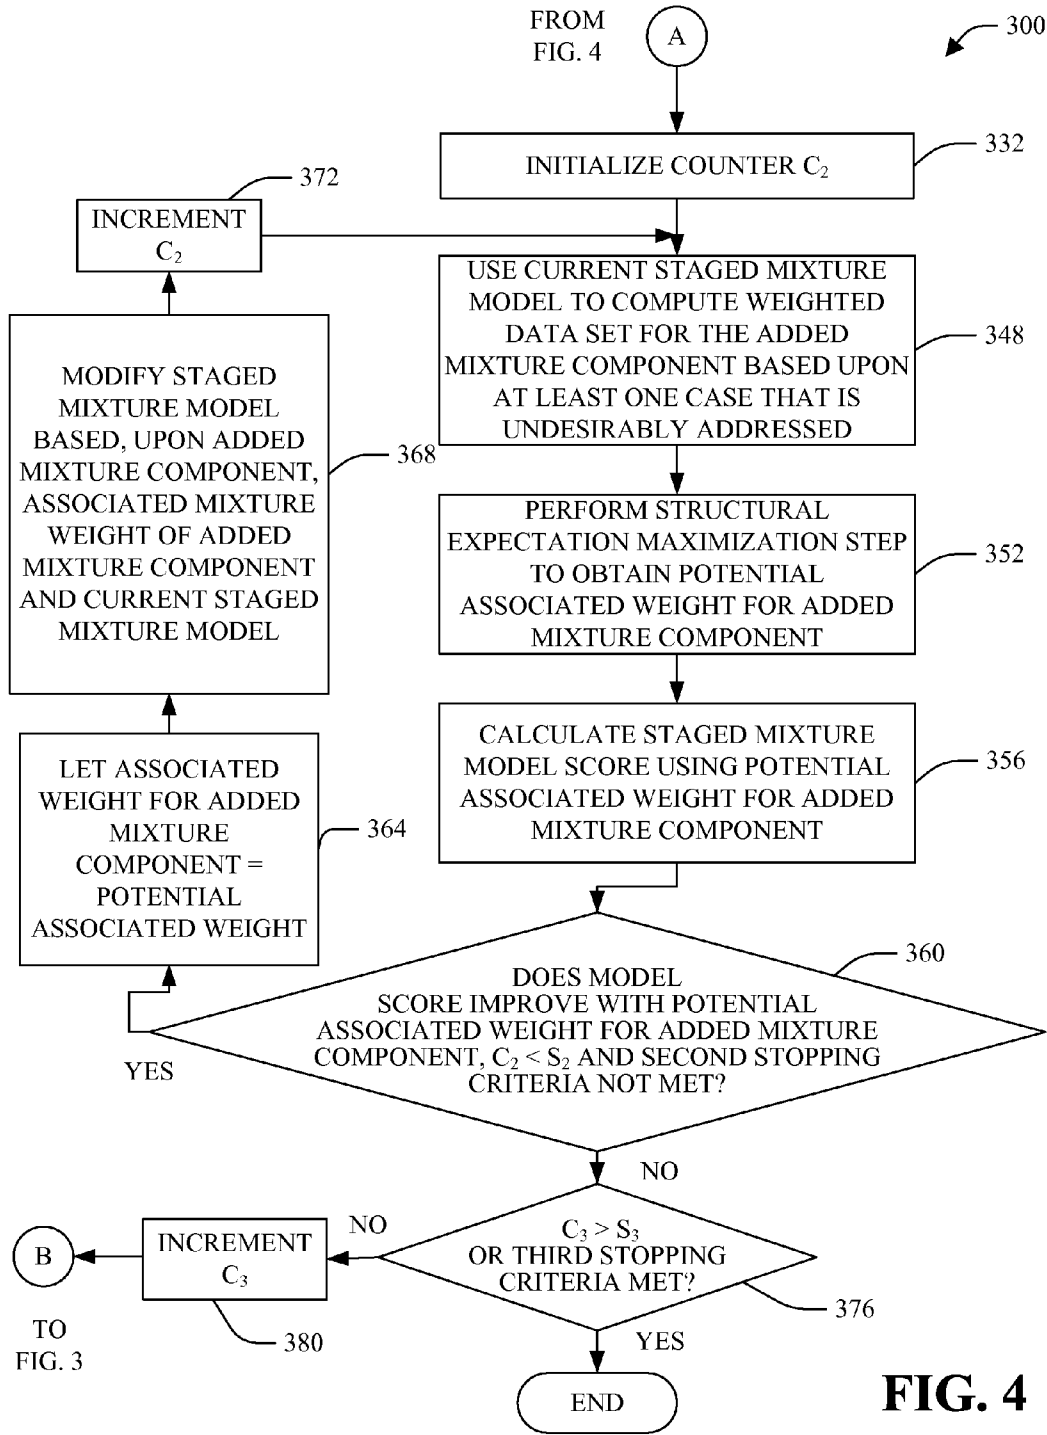 FROM
FIG. 4
A
300
INITIALIZE COUNTER C₂
332
372
INCREMENT
C₂
USE CURRENT STAGED MIXTURE
MODEL TO COMPUTE WEIGHTED
DATA SET FOR THE ADDED
MIXTURE COMPONENT BASED UPON
AT LEAST ONE CASE THAT IS
UNDESIRABLY ADDRESSED
348
MODIFY STAGED
MIXTURE MODEL
BASED, UPON ADDED
MIXTURE COMPONENT,
ASSOCIATED MIXTURE
WEIGHT OF ADDED
MIXTURE COMPONENT
AND CURRENT STAGED
MIXTURE MODEL
368
PERFORM STRUCTURAL
EXPECTATION MAXIMIZATION STEP
TO OBTAIN POTENTIAL
ASSOCIATED WEIGHT FOR ADDED
MIXTURE COMPONENT
352
CALCULATE STAGED MIXTURE
MODEL SCORE USING POTENTIAL
ASSOCIATED WEIGHT FOR ADDED
MIXTURE COMPONENT
356
LET ASSOCIATED
WEIGHT FOR ADDED
MIXTURE
COMPONENT =
POTENTIAL
ASSOCIATED WEIGHT
364
DOES MODEL
SCORE IMPROVE WITH POTENTIAL
ASSOCIATED WEIGHT FOR ADDED MIXTURE
COMPONENT, C₂ < S₂ AND SECOND STOPPING
CRITERIA NOT MET?
360
YES
NO
C₃ > S₃
OR THIRD STOPPING
CRITERIA MET?
376
NO
INCREMENT
C₃
380
B
TO
FIG. 3
YES
END
FIG. 4